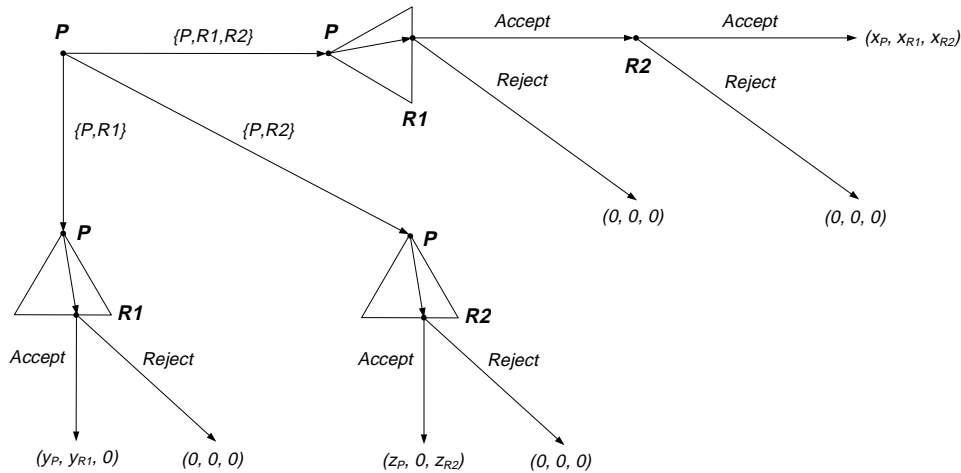 P
{P,R1,R2}
P
Accept
Accept
(xP, xR1, xR2)
R1
R2
Reject
Reject
{P,R1}
{P,R2}
(0, 0, 0)
(0, 0, 0)
P
P
R1
R2
Accept
Reject
Accept
Reject
(yP, yR1, 0)
(0, 0, 0)
(zP, 0, zR2)
(0, 0, 0)